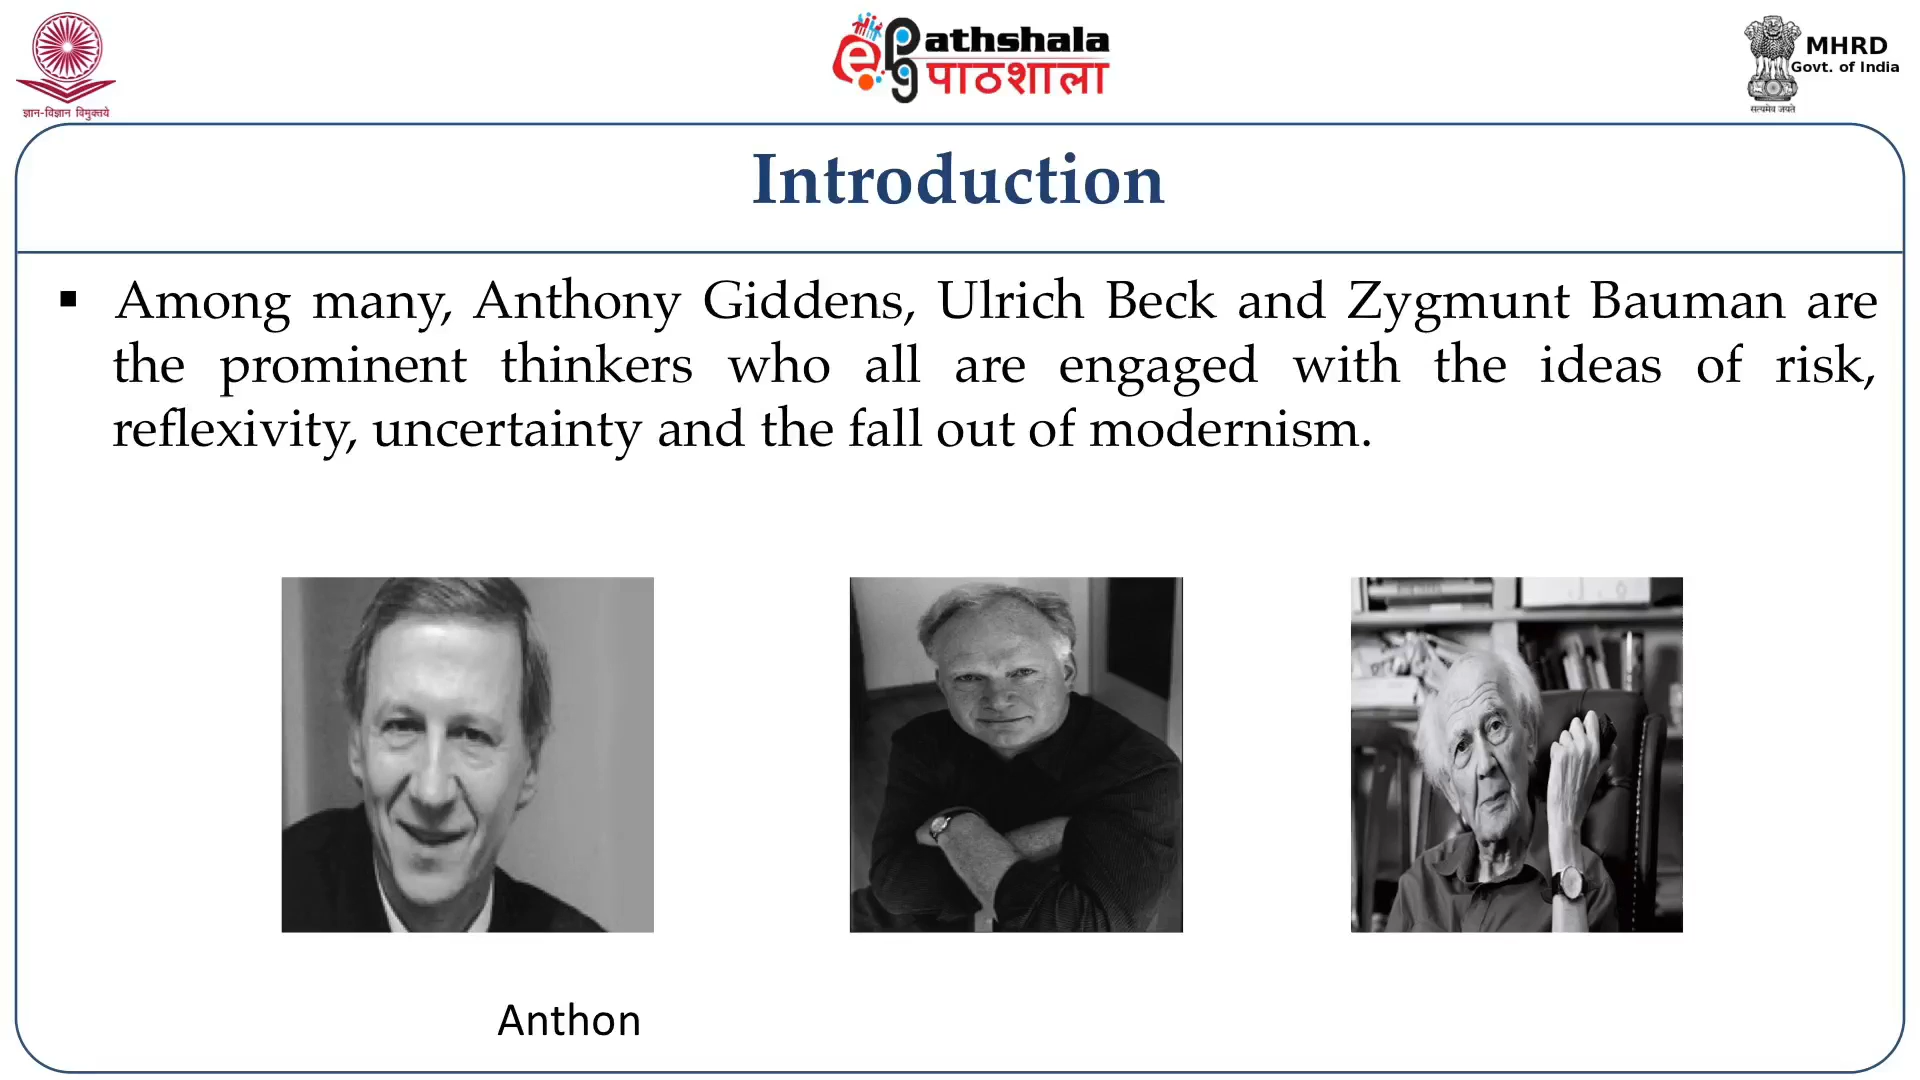 ज्ञान-विज्ञान विमुक्तये
e Pathshala
पाठशाला
MHRD
Govt. of India
सत्यमेव जयते
Introduction
▪ Among many, Anthony Giddens, Ulrich Beck and Zygmunt Bauman are
the prominent thinkers who all are engaged with the ideas of risk,
reflexivity, uncertainty and the fall out of modernism.
Anthon